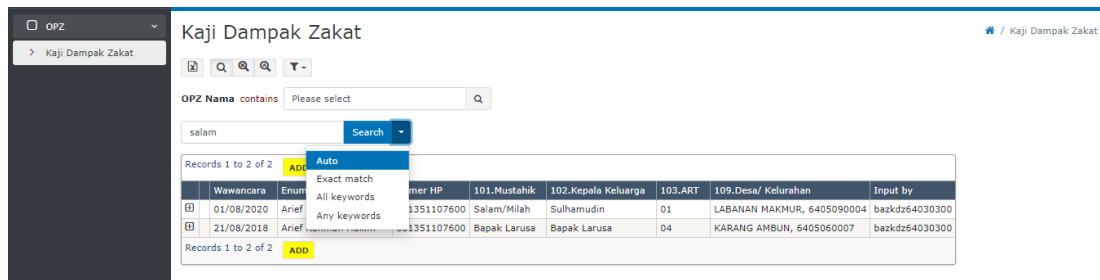 OPZ
Kaji Dampak Zakat
Kaji Dampak Zakat
/ Kaji Dampak Zakat
OPZ Nama contains Please select
salam Search
Auto
Exact match
All keywords
Any keywords
Records 1 to 2 of 2
Wawancara Enum mer HP 101.Mustahik 102.Kepala Keluarga 103.ART 109.Desa/ Kelurahan Input by
01/08/2020 Arief 1351107600 Salam/Milah Sulhamudin 01 LABANAN MAKMUR, 6405090004 bazkdz64030300
21/08/2018 Arief 1351107600 Bapak Larusa Bapak Larusa 04 KARANG AMBUN, 6405060007 bazkdz64030300
Records 1 to 2 of 2 ADD